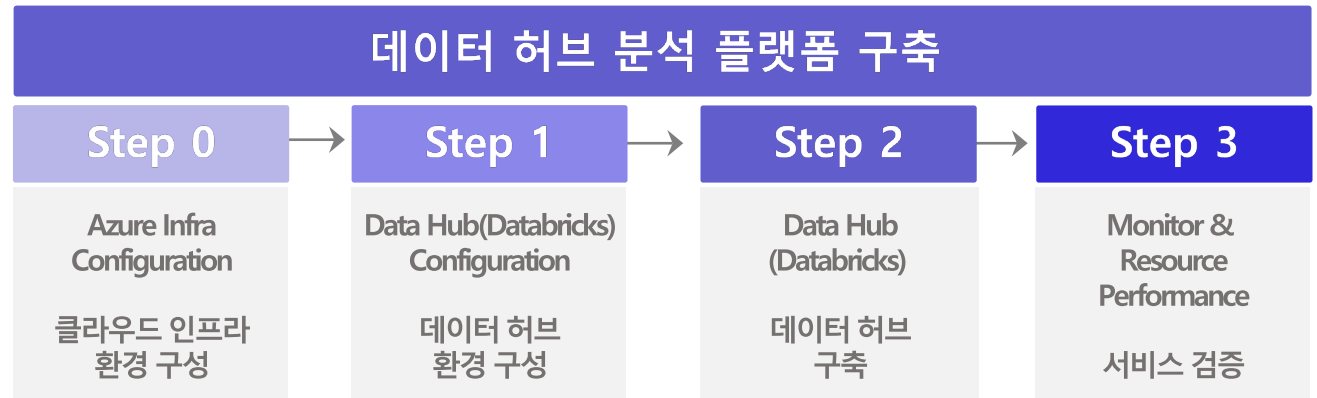 데이터 허브 분석 플랫폼 구축
Step 0
Step 1
Step 2
Step 3
Azure Infra
Configuration
클라우드 인프라
환경 구성
Data Hub(Databricks)
Configuration
데이터 허브
환경 구성
Data Hub
(Databricks)
데이터 허브
구축
Monitor &
Resource
Performance
서비스 검증